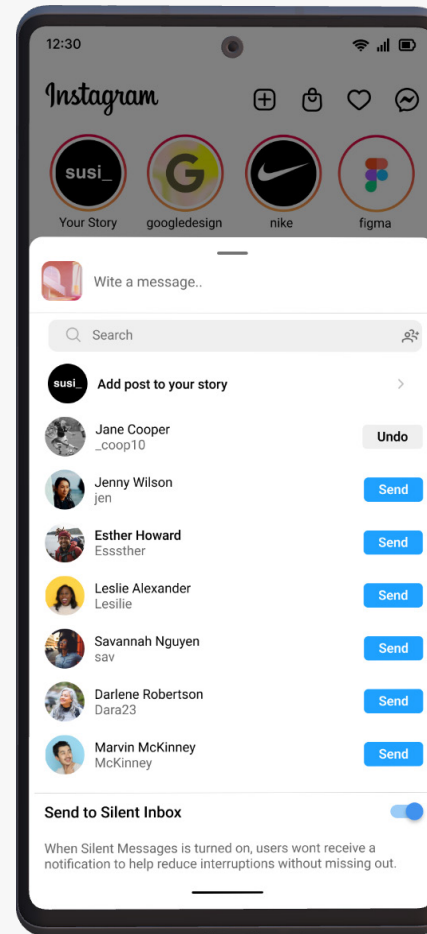 12:30
Instagram
susi_
G
Your Story
googledesign
nike
figma
Wite a message..
Search
susi_
Add post to your story
Jane Cooper
_coop10
Undo
Jenny Wilson
jen
Send
Esther Howard
Esssther
Send
Leslie Alexander
Lesilie
Send
Savannah Nguyen
sav
Send
Darlene Robertson
Dara23
Send
Marvin McKinney
McKinney
Send
Send to Silent Inbox
When Silent Messages is turned on, users wont receive a
notification to help reduce interruptions without missing out.